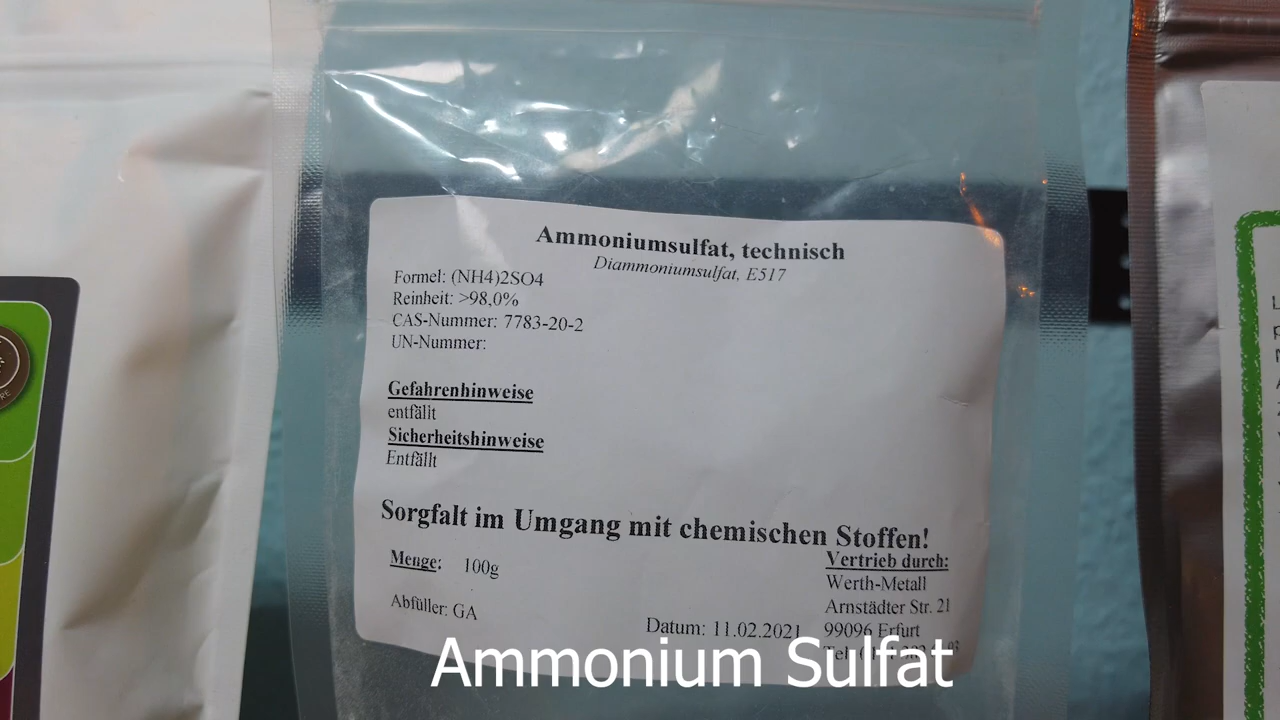 Ammoniumsulfat, technisch
Diammoniumsulfat, E517
Formel: (NH4)2SO4
Reinheit: >98,0%
CAS-Nummer: 7783-20-2
UN-Nummer:
Gefahrenhinweise
entfällt
Sicherheitshinweise
Entfällt
Sorgfalt im Umgang mit chemischen Stoffen!
Menge: 100g
Abfüller: GA
Datum: 11.02.2021
Vertrieb durch:
Werth-Metall
Arnstädter Str. 21
99096 Erfurt
Tel:
Ammonium Sulfat